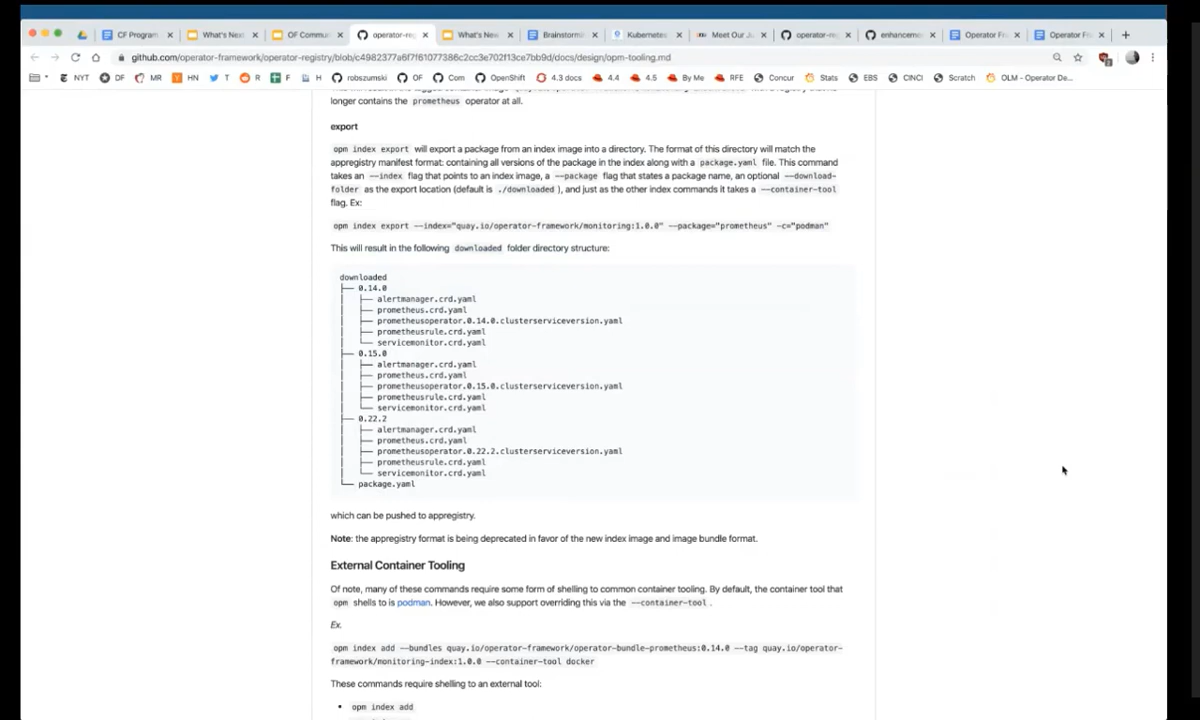 CF Program
What's Next
OF Commu
operator-reg
What's New
Brainstormi
Kubernetes
Meet Our Ju
operator-re
enhanceme
Operator Fr
Operator Fr
github.com/operator-framework/operator-registry/blob/c4982377a6f7f61077386c2cc3e702f13ce7bb9d/docs/design/opm-tooling.md
NYT
DF
MR
HN
T
R
F
H
robszumski
OF
Com
OpenShift
4.3 docs
4.4
4.5
By Me
RFE
Concur
Stats
EBS
CINCI
Scratch
OLM - Operator De...
longer contains the prometheus operator at all.
export
opm index export will export a package from an index image into a directory. The format of this directory will match the
appregistry manifest format: containing all versions of the package in the index along with a package.yaml file. This command
takes an --index flag that points to an index image, a --package flag that states a package name, an optional --download-
folder as the export location (default is ./downloaded ), and just as the other index commands it takes a --container-tool
flag. Ex:
opm index export --index="quay.io/operator-framework/monitoring:1.0.0" --package="prometheus" -c="podman"
This will result in the following downloaded folder directory structure:
downloaded
├── 0.14.0
│   ├── alertmanager.crd.yaml
│   ├── prometheus.crd.yaml
│   ├── prometheusoperator.0.14.0.clusterserviceversion.yaml
│   ├── prometheusrule.crd.yaml
│   └── servicemonitor.crd.yaml
├── 0.15.0
│   ├── alertmanager.crd.yaml
│   ├── prometheus.crd.yaml
│   ├── prometheusoperator.0.15.0.clusterserviceversion.yaml
│   ├── prometheusrule.crd.yaml
│   └── servicemonitor.crd.yaml
├── 0.22.2
│   ├── alertmanager.crd.yaml
│   ├── prometheus.crd.yaml
│   ├── prometheusoperator.0.22.2.clusterserviceversion.yaml
│   ├── prometheusrule.crd.yaml
│   └── servicemonitor.crd.yaml
└── package.yaml
which can be pushed to appregistry.
Note: the appregistry format is being deprecated in favor of the new index image and image bundle format.
External Container Tooling
Of note, many of these commands require some form of shelling to common container tooling. By default, the container tool that
opm shells to is podman. However, we also support overriding this via the --container-tool .
Ex.
opm index add --bundles quay.io/operator-framework/operator-bundle-prometheus:0.14.0 --tag quay.io/operator-
framework/monitoring-index:1.0.0 --container-tool docker
These commands require shelling to an external tool:
• opm index add